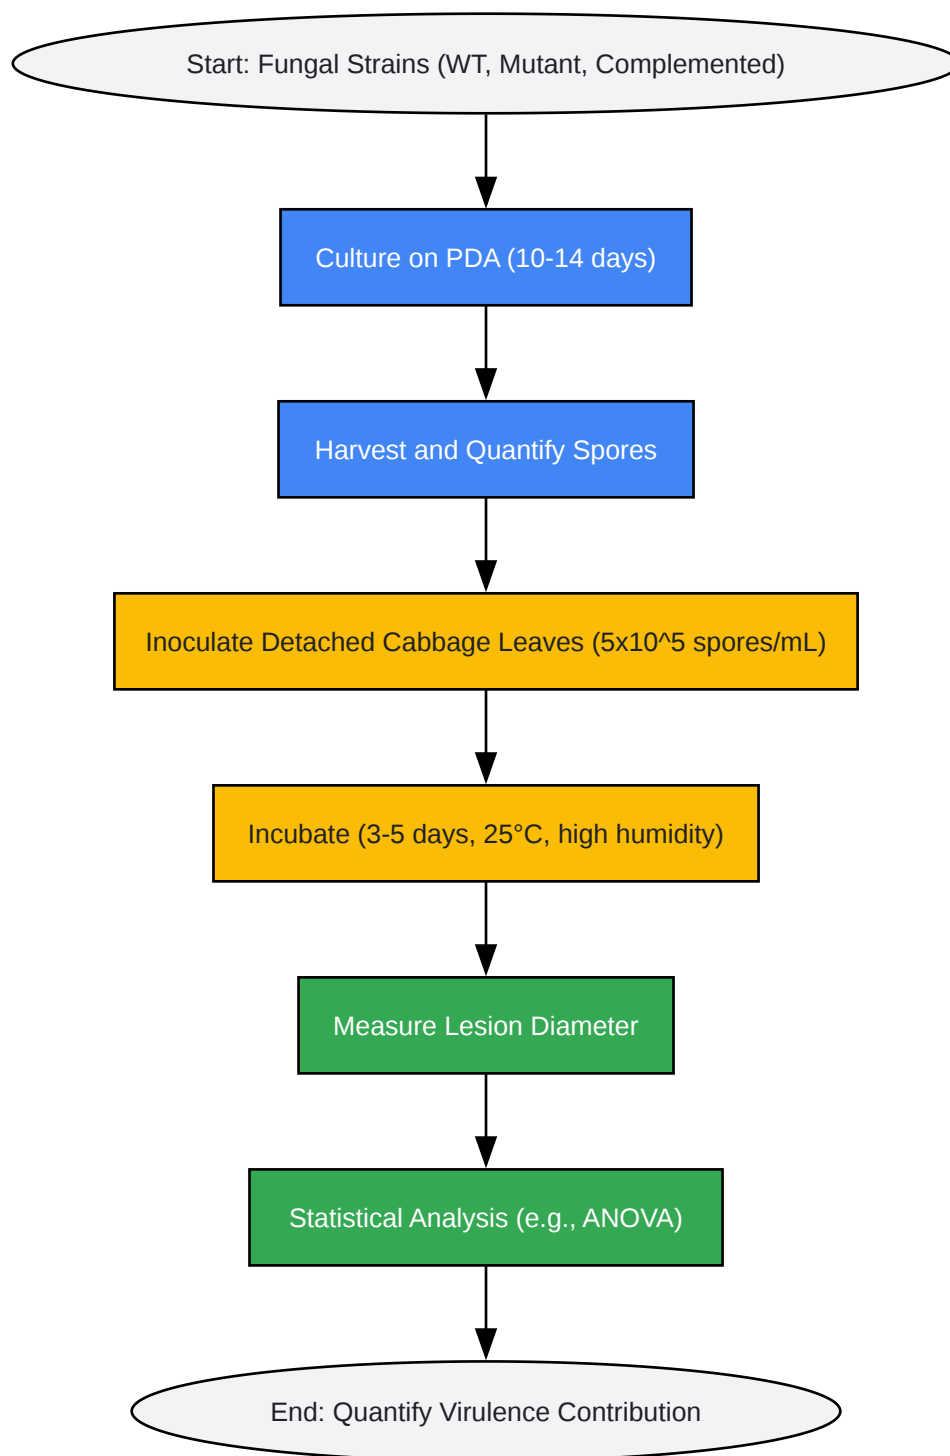 Start: Fungal Strains (WT, Mutant, Complemented)
Culture on PDA (10-14 days)
Harvest and Quantify Spores
Inoculate Detached Cabbage Leaves (5x10^5 spores/mL)
Incubate (3-5 days, 25°C, high humidity)
Measure Lesion Diameter
Statistical Analysis (e.g., ANOVA)
End: Quantify Virulence Contribution